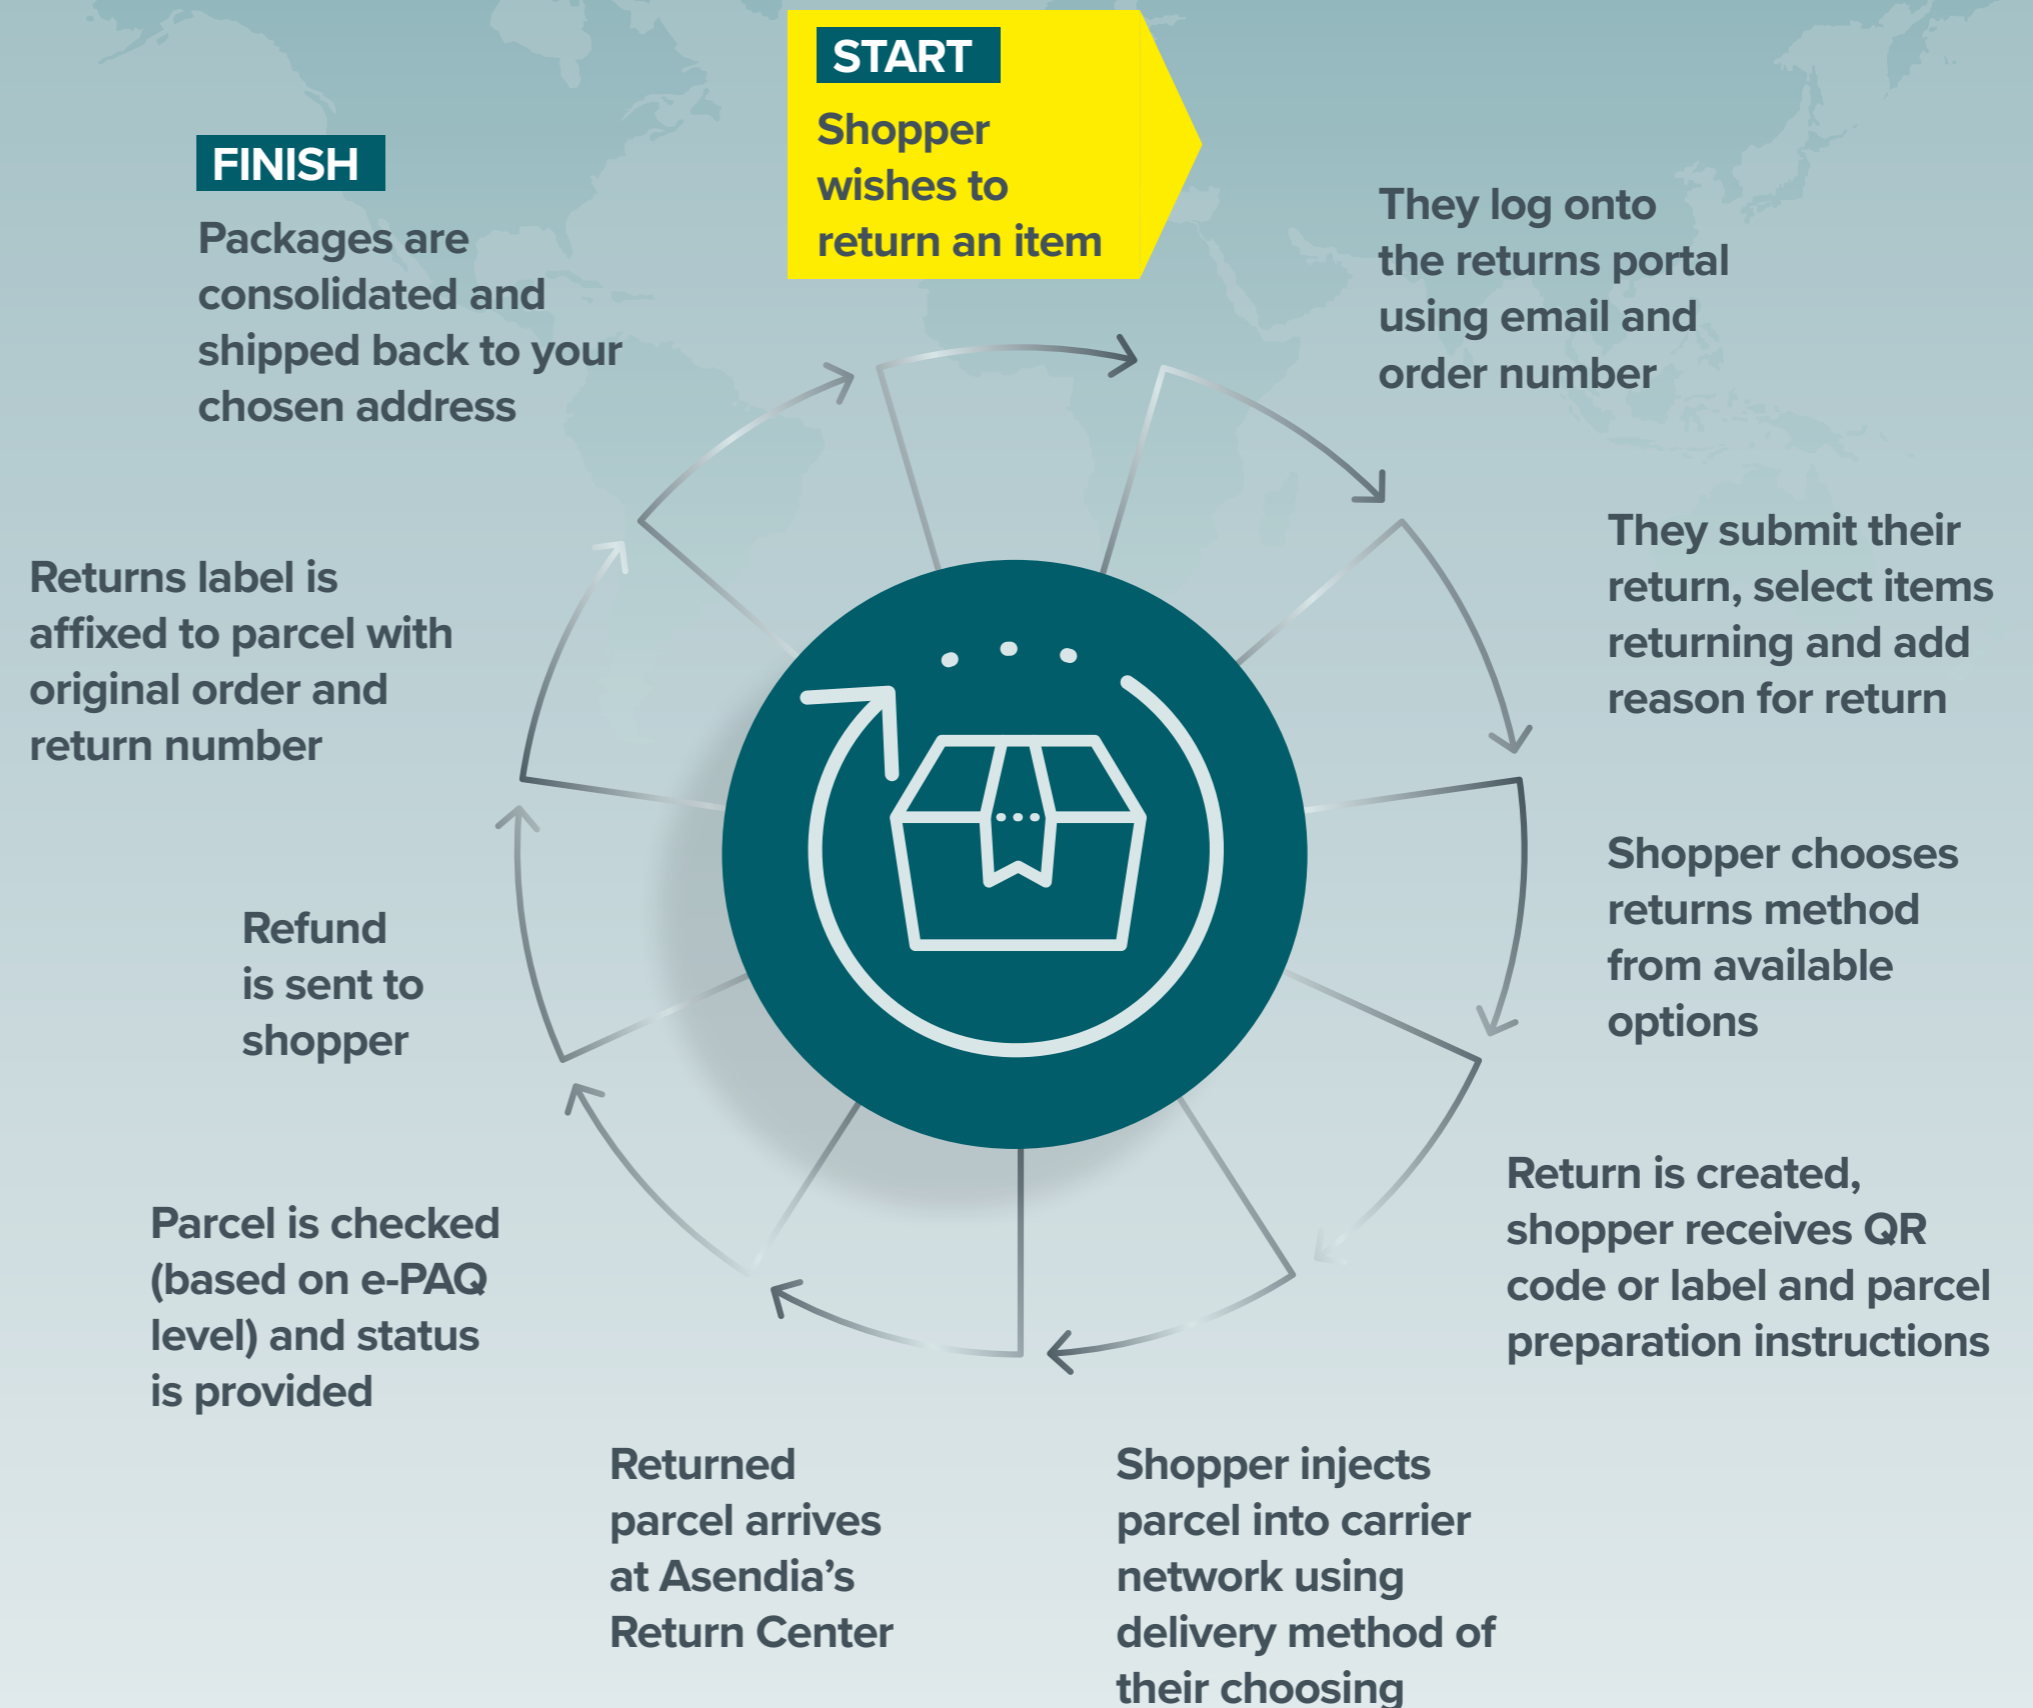 START
Shopper
wishes to
return an item
They log onto
the returns portal
using email and
order number
They submit their
return, select items
returning and add
reason for return
Shopper chooses
returns method
from available
options
Return is created,
shopper receives QR
code or label and parcel
preparation instructions
Shopper injects
parcel into carrier
network using
delivery method of
their choosing
Returned
parcel arrives
at Asendia’s
Return Center
Parcel is checked
(based on e-PAQ
level) and status
is provided
Refund
is sent to
shopper
Returns label is
affixed to parcel with
original order and
return number
FINISH
Packages are
consolidated and
shipped back to your
chosen address